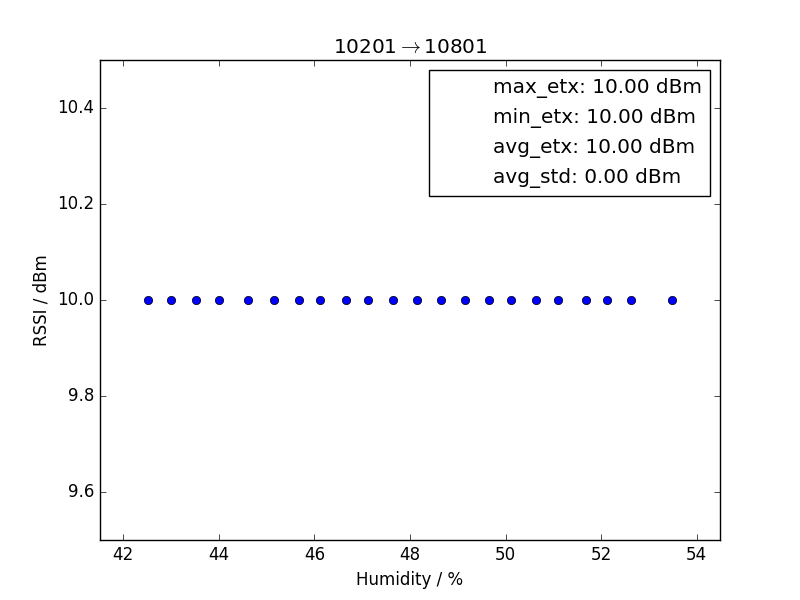 10201→10801
max_etx: 10.00 dBm
min_etx: 10.00 dBm
avg_etx: 10.00 dBm
avg_std: 0.00 dBm
RSSI / dBm
10.4
10.2
10.0
9.8
9.6
42 44 46 48 50 52 54
Humidity / %